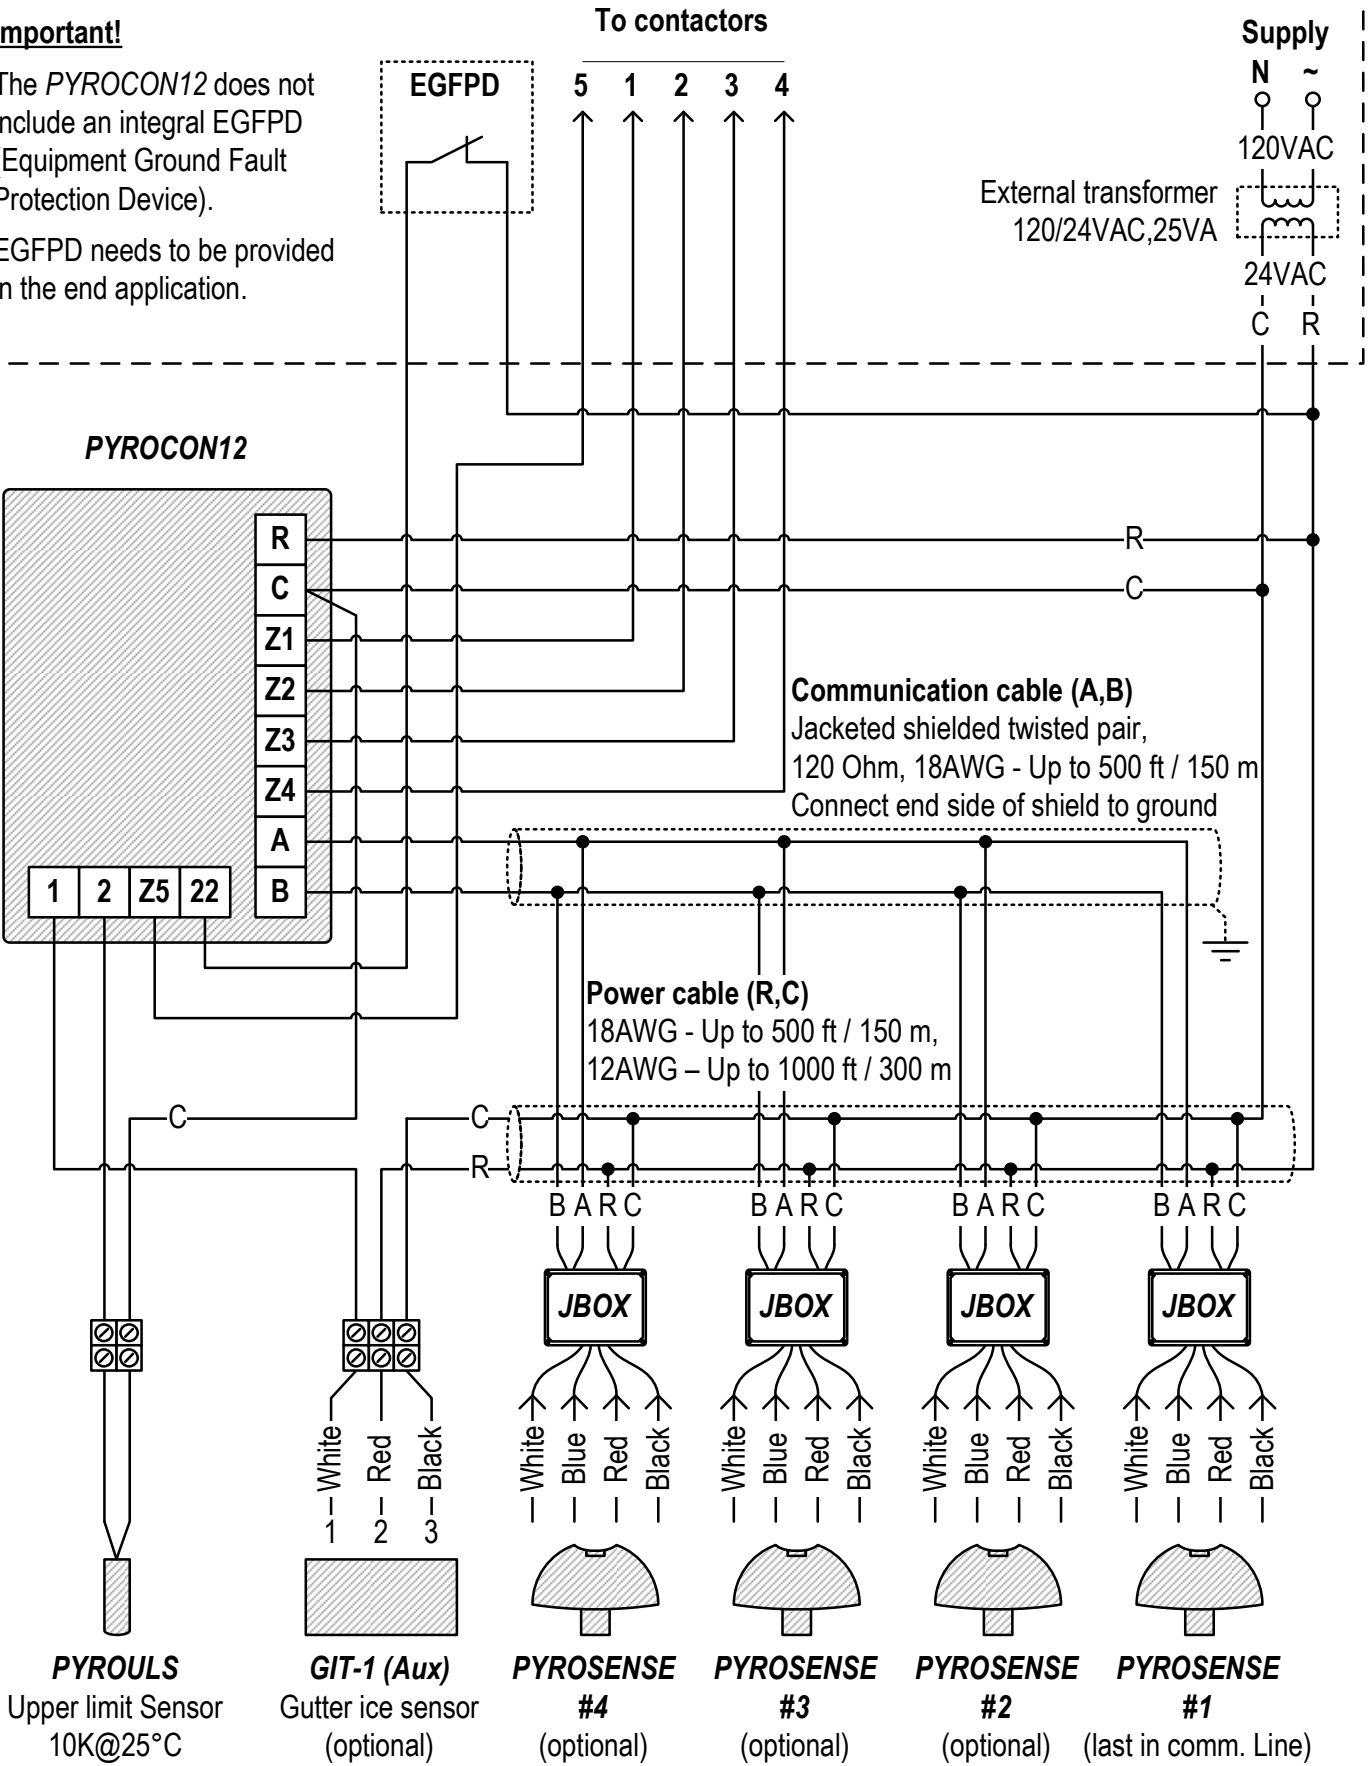 mportant!
The PYROCON12 does not
include an integral EGFPD
(Equipment Ground Fault
Protection Device).
EGFPD needs to be provided
in the end application.
To contactors
EGFPD
5 1 2 3 4
Supply
N ~
120VAC
External transformer
120/24VAC,25VA
24VAC
C R
PYROCON12
R
R
C
C
Z1
Z2
Z3
Z4
A
B
1 2 Z5 22
Communication cable (A,B)
Jacketed shielded twisted pair,
120 Ohm, 18AWG - Up to 500 ft / 150 m
Connect end side of shield to ground
Power cable (R,C)
18AWG - Up to 500 ft / 150 m,
12AWG – Up to 1000 ft / 300 m
C
C
R
B A R C
B A R C
B A R C
B A R C
JBOX
JBOX
JBOX
JBOX
White Red Black
1 2 3
White Blue Red Black
White Blue Red Black
White Blue Red Black
White Blue Red Black
PYROULS
Upper limit Sensor
10K@25°C
GIT-1 (Aux)
Gutter ice sensor
(optional)
PYROSENSE
#4
(optional)
PYROSENSE
#3
(optional)
PYROSENSE
#2
(optional)
PYROSENSE
#1
(last in comm. Line)